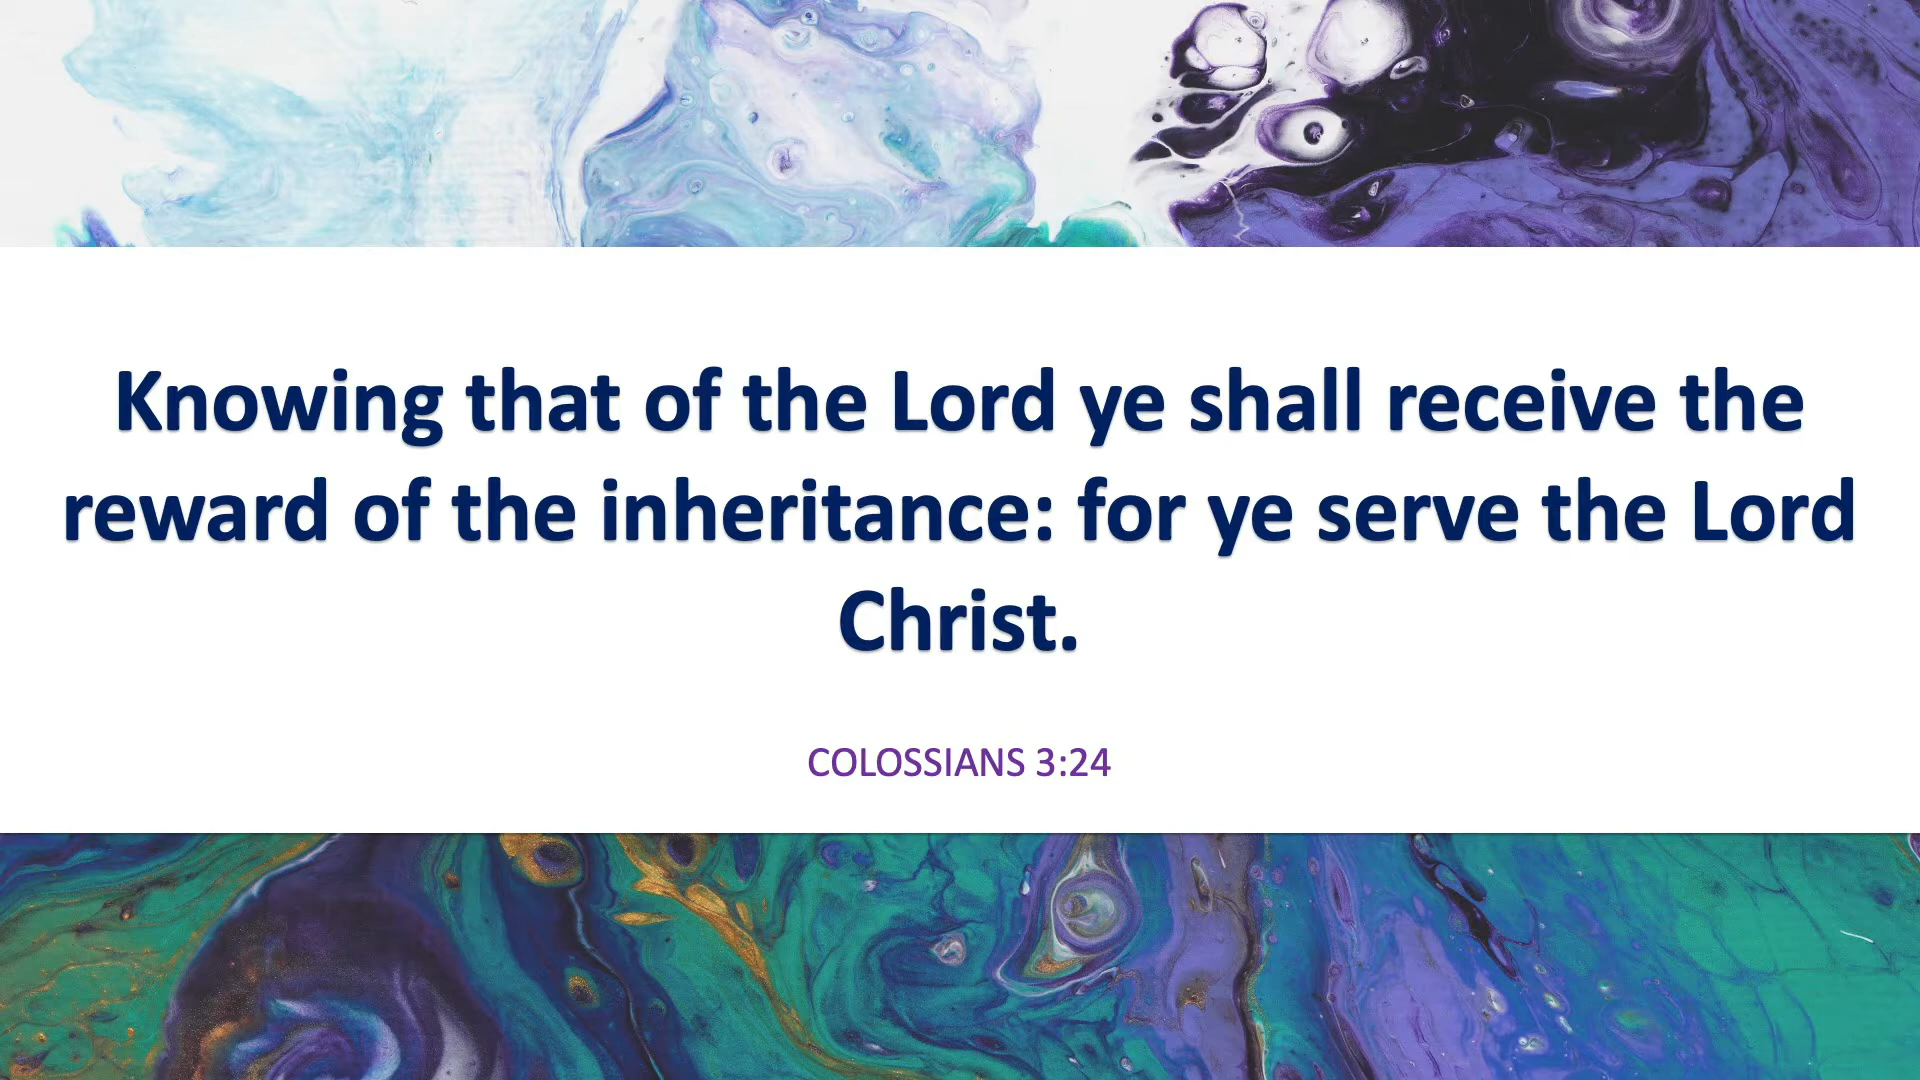 Knowing that of the Lord ye shall receive the
reward of the inheritance: for ye serve the Lord
Christ.
COLOSSIANS 3:24